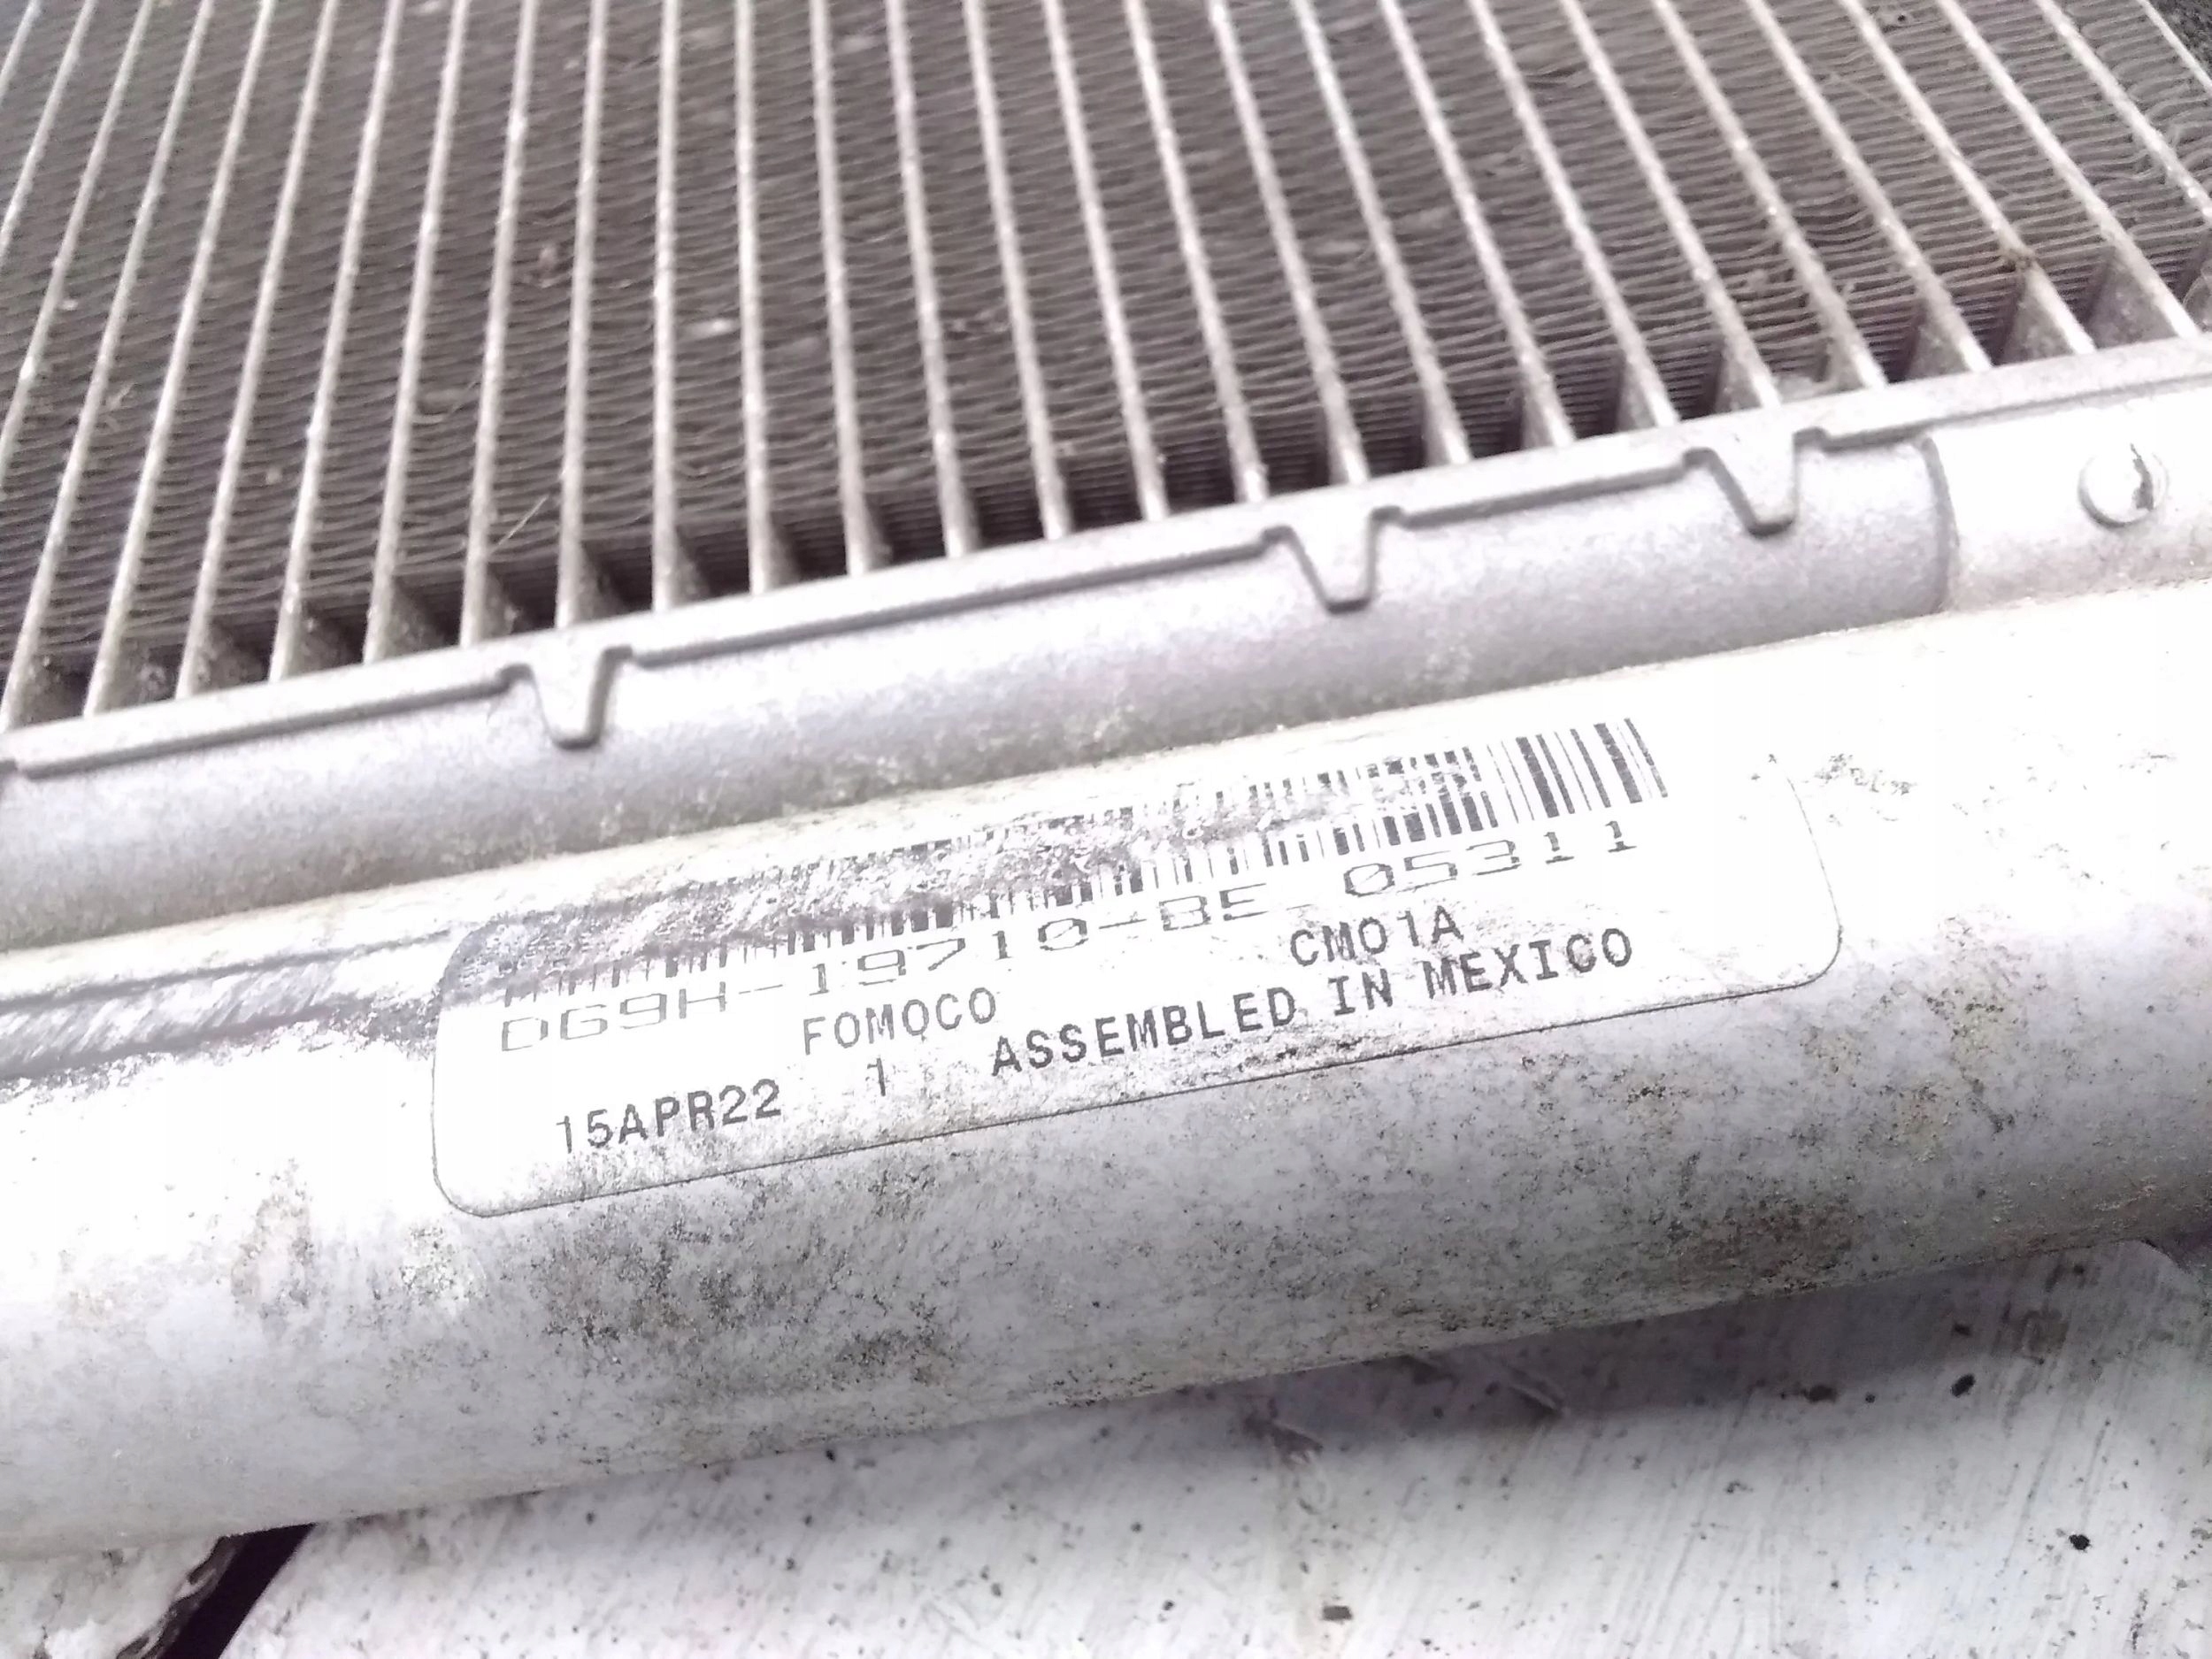 DG9H-19710-BE 05311
FOMOCO CM01A
15APR22 1 ASSEMBLED IN MEXICO